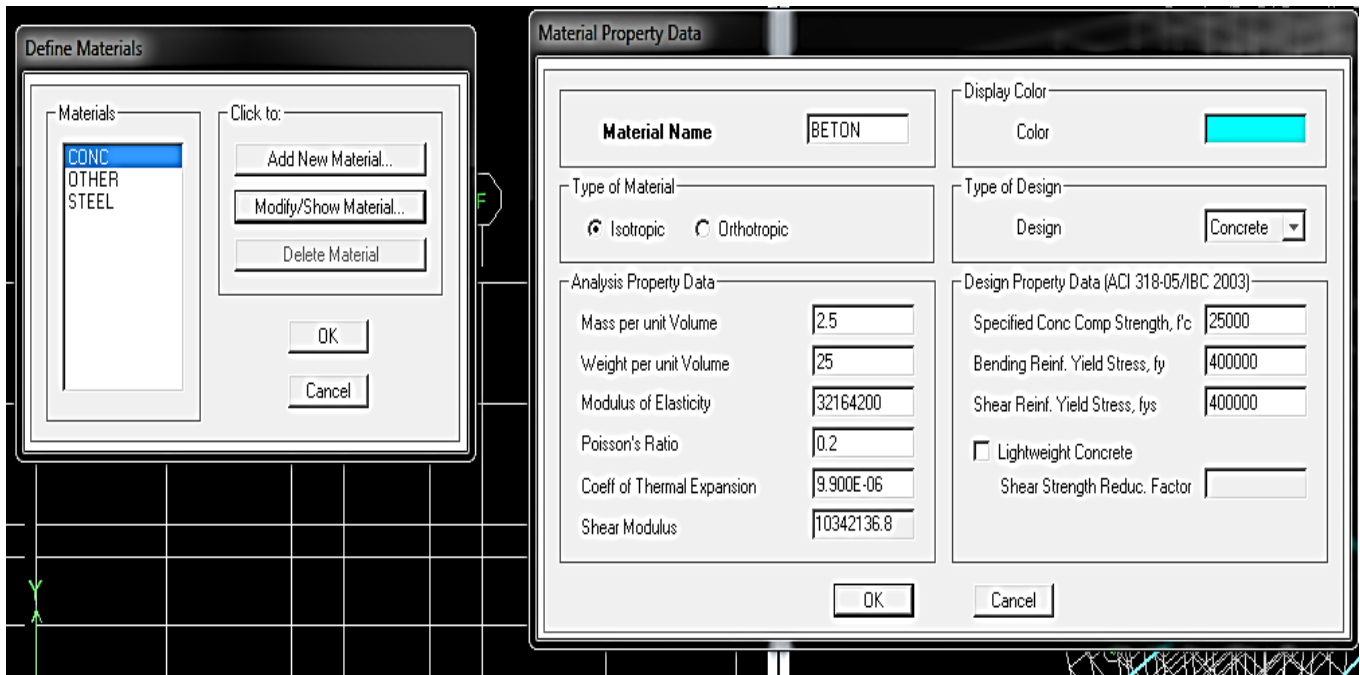 Define Materials
Materials
CONC
OTHER
STEEL
Click to:
Add New Material...
Modify/Show Material...
Delete Material
OK
Cancel
F
Y
Material Property Data
Material Name BETON
Display Color
Color
Type of Material
Isotropic Orthotropic
Type of Design
Design Concrete
Analysis Property Data
Mass per unit Volume 2.5
Weight per unit Volume 25
Modulus of Elasticity 32164200
Poisson's Ratio 0.2
Coeff of Thermal Expansion 9.900E-06
Shear Modulus 10342136.8
Design Property Data (ACI 318-05/IBC 2003)
Specified Conc Comp Strength, f'c 25000
Bending Reinf. Yield Stress, fy 400000
Shear Reinf. Yield Stress, fys 400000
Lightweight Concrete
Shear Strength Reduc. Factor
OK
Cancel